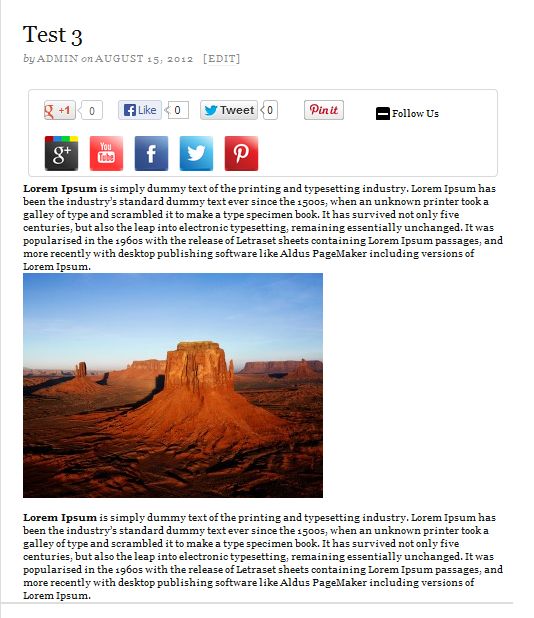 Test 3
by ADMIN on AUGUST 15, 2012 [EDIT]
g +1 0 Like 0 Tweet 0 Pin it Follow Us
g+ You Tube f p
Lorem Ipsum is simply dummy text of the printing and typesetting industry. Lorem Ipsum has
been the industry's standard dummy text ever since the 1500s, when an unknown printer took a
galley of type and scrambled it to make a type specimen book. It has survived not only five
centuries, but also the leap into electronic typesetting, remaining essentially unchanged. It was
popularised in the 1960s with the release of Letraset sheets containing Lorem Ipsum passages, and
more recently with desktop publishing software like Aldus PageMaker including versions of
Lorem Ipsum.
Lorem Ipsum is simply dummy text of the printing and typesetting industry. Lorem Ipsum has
been the industry's standard dummy text ever since the 1500s, when an unknown printer took a
galley of type and scrambled it to make a type specimen book. It has survived not only five
centuries, but also the leap into electronic typesetting, remaining essentially unchanged. It was
popularised in the 1960s with the release of Letraset sheets containing Lorem Ipsum passages, and
more recently with desktop publishing software like Aldus PageMaker including versions of
Lorem Ipsum.